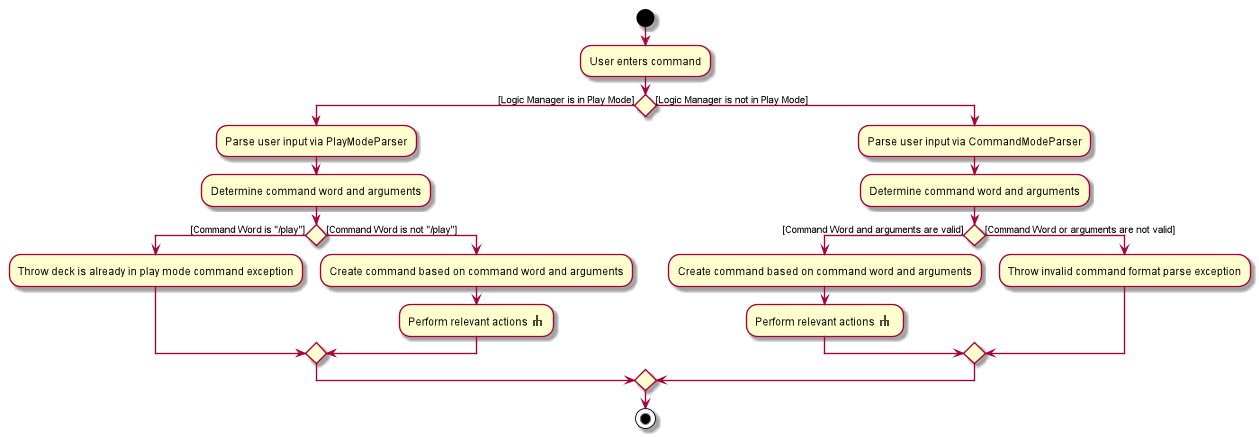 User enters command
[Logic Manager is in Play Mode]
[Logic Manager is not in Play Mode]
Parse user input via PlayModeParser
Parse user input via CommandModeParser
Determine command word and arguments
Determine command word and arguments
[Command Word is "/play"]
[Command Word is not "/play"]
[Command Word and arguments are valid]
[Command Word or arguments are not valid]
Throw deck is already in play mode command exception
Create command based on command word and arguments
Create command based on command word and arguments
Throw invalid command format parse exception
Perform relevant actions
Perform relevant actions